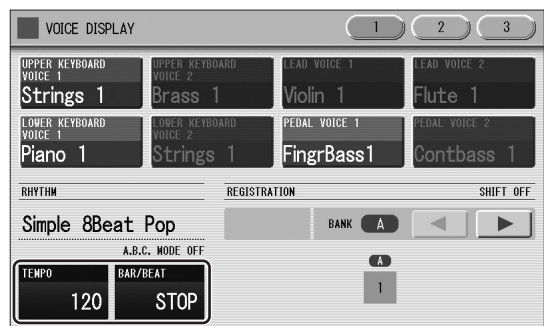 VOICE DISPLAY 1 2 3
UPPER KEYBOARD VOICE 1
Strings 1
UPPER KEYBOARD VOICE 2
Brass 1
LEAD VOICE 1
Violin 1
LEAD VOICE 2
Flute 1
LOWER KEYBOARD VOICE 1
Piano 1
LOWER KEYBOARD VOICE 2
Strings 1
PEDAL VOICE 1
FingrBass1
PEDAL VOICE 2
Contbass 1
RHYTHM
Simple 8Beat Pop
A.B.C. MODE OFF
TEMPO
120
BAR/BEAT
STOP
REGISTRATION SHIFT OFF
BANK A
A
1